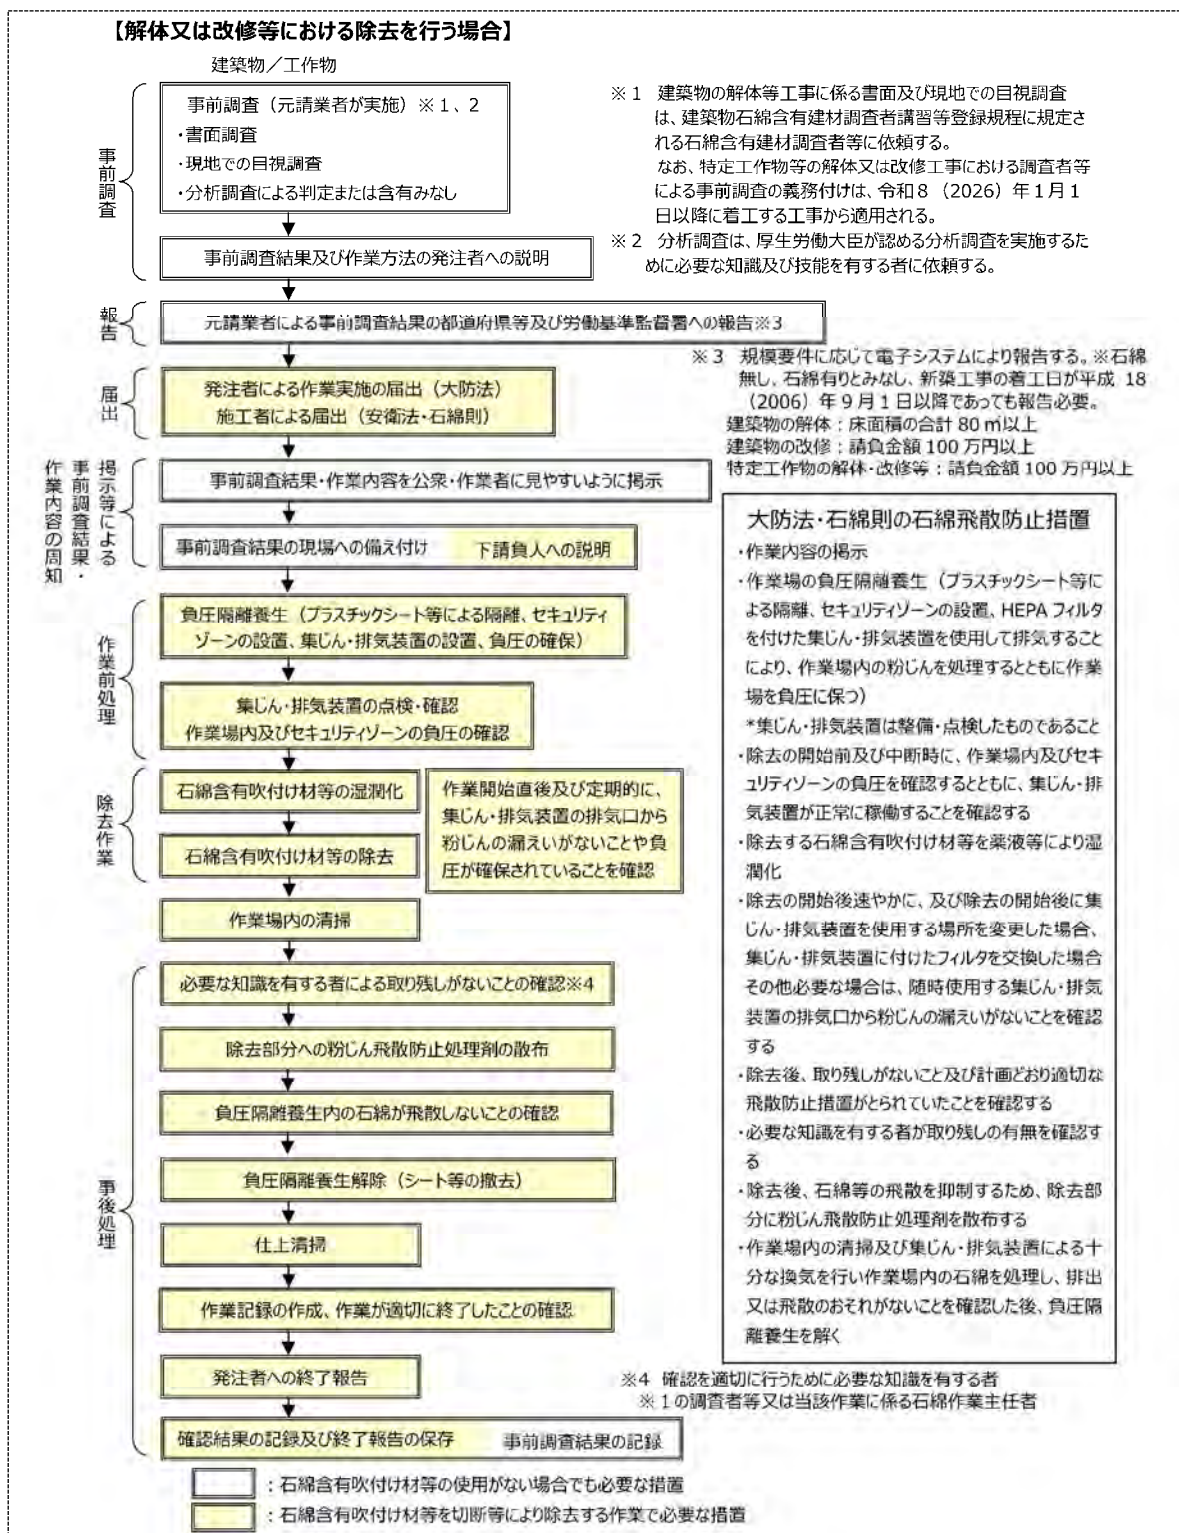 【解体又は改修等における除去を行う場合】
建築物／工作物
事前調査
事前調査（元請業者が実施）※１、２
・書面調査
・現地での目視調査
・分析調査による判定または含有みなし
事前調査結果及び作業方法の発注者への説明
※１　建築物の解体等工事に係る書面及び現地での目視調査
は、建築物石綿含有建材調査者講習等登録規程に規定さ
れる石綿含有建材調査者等に依頼する。
なお、特定工作物等の解体又は改修工事における調査者等
による事前調査の義務付けは、令和８（2026）年１月１
日以降に着工する工事から適用される。
※２　分析調査は、厚生労働大臣が認める分析調査を実施するた
めに必要な知識及び技能を有する者に依頼する。
報告
元請業者による事前調査結果の都道府県等及び労働基準監督署への報告※３
※３　規模要件に応じて電子システムにより報告する。※石綿
無し、石綿有りとみなし、新築工事の着工日が平成 18
（2006）年９月１日以降であっても報告必要。
建築物の解体：床面積の合計 80 ㎡以上
建築物の改修：請負金額 100 万円以上
特定工作物の解体・改修等：請負金額 100 万円以上
届出
発注者による作業実施の届出（大防法）
施工者による届出（安衛法・石綿則）
掲示等による
事前調査結果・
作業内容の周知
事前調査結果・作業内容を公衆・作業者に見やすいように掲示
事前調査結果の現場への備え付け　下請負人への説明
作業前処理
負圧隔離養生（プラスチックシート等による隔離、セキュリティ
ゾーンの設置、集じん・排気装置の設置、負圧の確保）
集じん・排気装置の点検・確認
作業場内及びセキュリティゾーンの負圧の確認
除去作業
石綿含有吹付け材等の湿潤化
石綿含有吹付け材等の除去
作業開始直後及び定期的に、
集じん・排気装置の排気口から
粉じんの漏えいがないことや負
圧が確保されていることを確認
作業場内の清掃
事後処理
必要な知識を有する者による取り残しがないことの確認※4
除去部分への粉じん飛散防止処理剤の散布
負圧隔離養生内の石綿が飛散しないことの確認
負圧隔離養生解除（シート等の撤去）
仕上清掃
作業記録の作成、作業が適切に終了したことの確認
発注者への終了報告
確認結果の記録及び終了報告の保存　事前調査結果の記録
大防法・石綿則の石綿飛散防止措置
・作業内容の掲示
・作業場の負圧隔離養生（プラスチックシート等に
よる隔離、セキュリティゾーンの設置、HEPA フィルタ
を付けた集じん・排気装置を使用して排気すること
により、作業場内の粉じんを処理するとともに作業
場を負圧に保つ）
*集じん・排気装置は整備・点検したものであること
・除去の開始前及び中断時に、作業場内及びセキ
ュリティゾーンの負圧を確認するとともに、集じん・排
気装置が正常に稼働することを確認する
・除去する石綿含有吹付け材等を薬液等により湿
潤化
・除去の開始後速やかに、及び除去の開始後に集
じん・排気装置を使用する場所を変更した場合、
集じん・排気装置に付けたフィルタを交換した場合
その他必要な場合は、随時使用する集じん・排気
装置の排気口から粉じんの漏えいがないことを確認
する
・除去後、取り残しがないこと及び計画どおり適切な
飛散防止措置がとられていたことを確認する
・必要な知識を有する者が取り残しの有無を確認す
る
・除去後、石綿等の飛散を抑制するため、除去部
分に粉じん飛散防止処理剤を散布する
・作業場内の清掃及び集じん・排気装置による十
分な換気を行い作業場内の石綿を処理し、排出
又は飛散のおそれがないことを確認した後、負圧隔
離養生を解く
※4 確認を適切に行うために必要な知識を有する者
※１の調査者等又は当該作業に係る石綿作業主任者
：石綿含有吹付け材等の使用がない場合でも必要な措置
：石綿含有吹付け材等を切断等により除去する作業で必要な措置